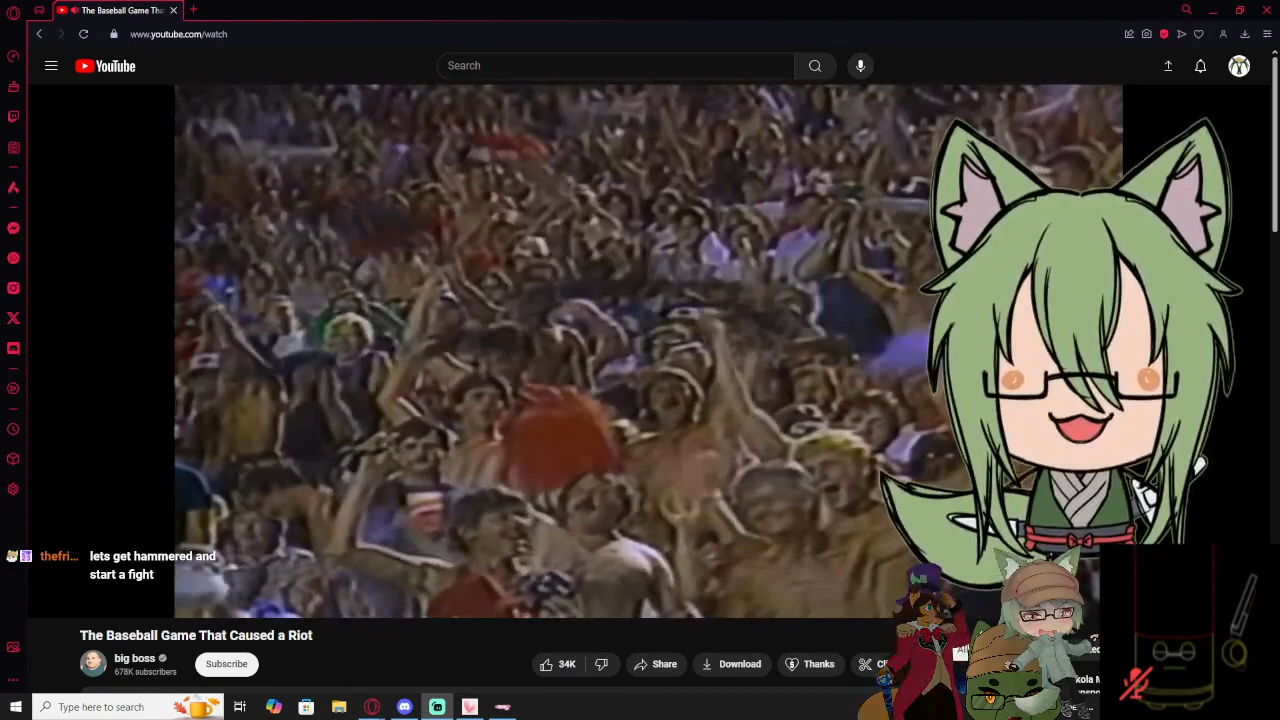 The Baseball Game Tha
www.youtube.com/watch
YouTube
Search
thefri... lets get hammered and
start a fight
The Baseball Game That Caused a Riot
big boss
678K subscribers
Subscribe
34K
Share
Download
Thanks
Type here to search